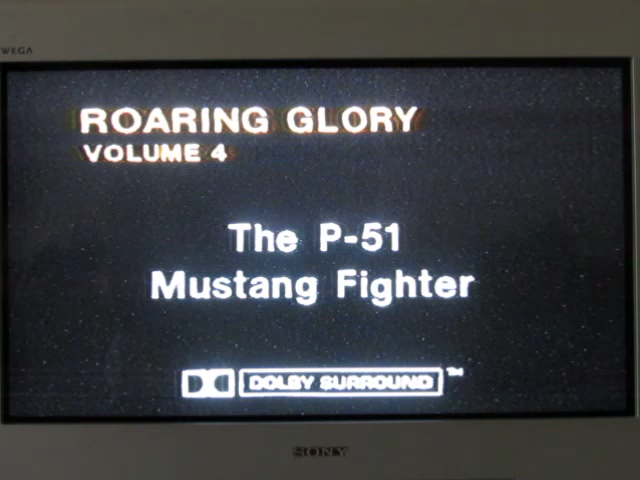 WEGA
ROARING GLORY
VOLUME 4
The P-51
Mustang Fighter
DOLBY SURROUND ™
SONY